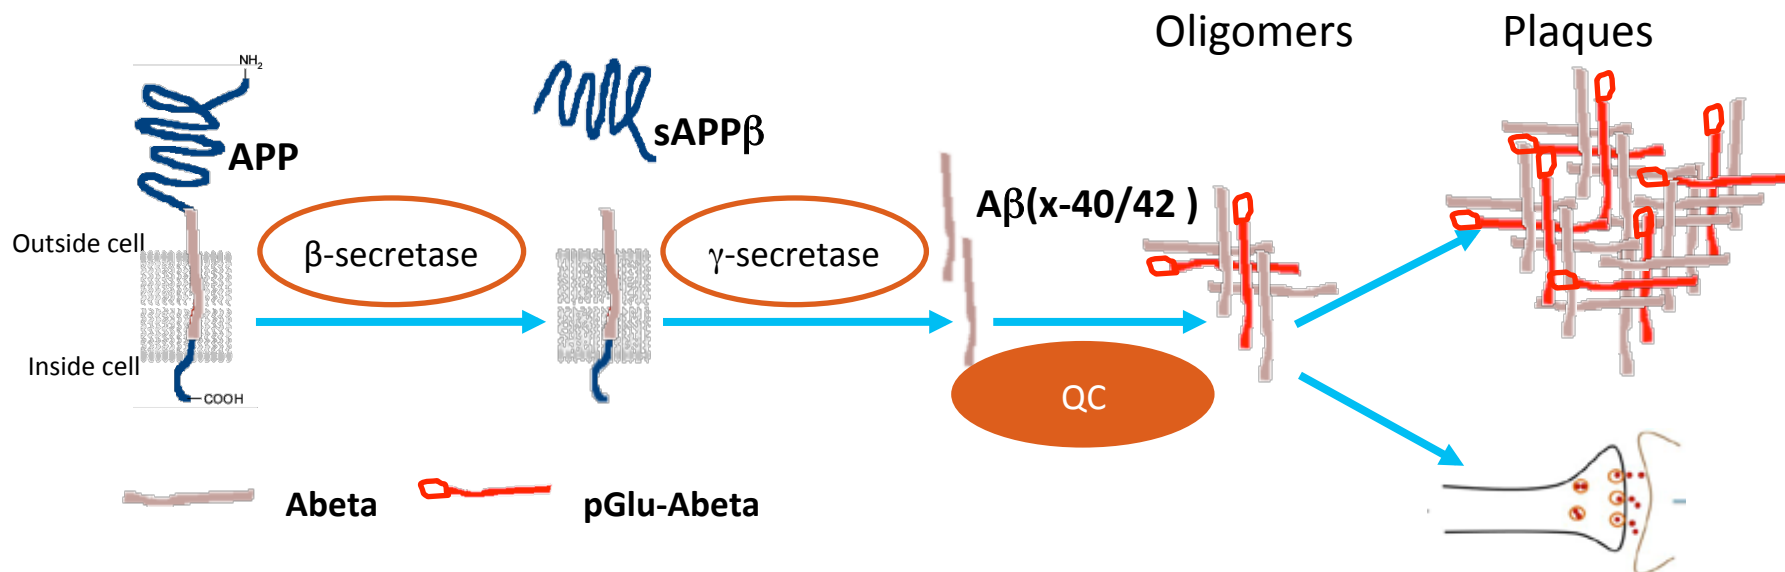 Oligomers
Plaques
NH2
APP
sAPPβ
Aβ(x-40/42 )
Outside cell
β-secretase
γ-secretase
Inside cell
COOH
QC
Abeta
pGlu-Abeta